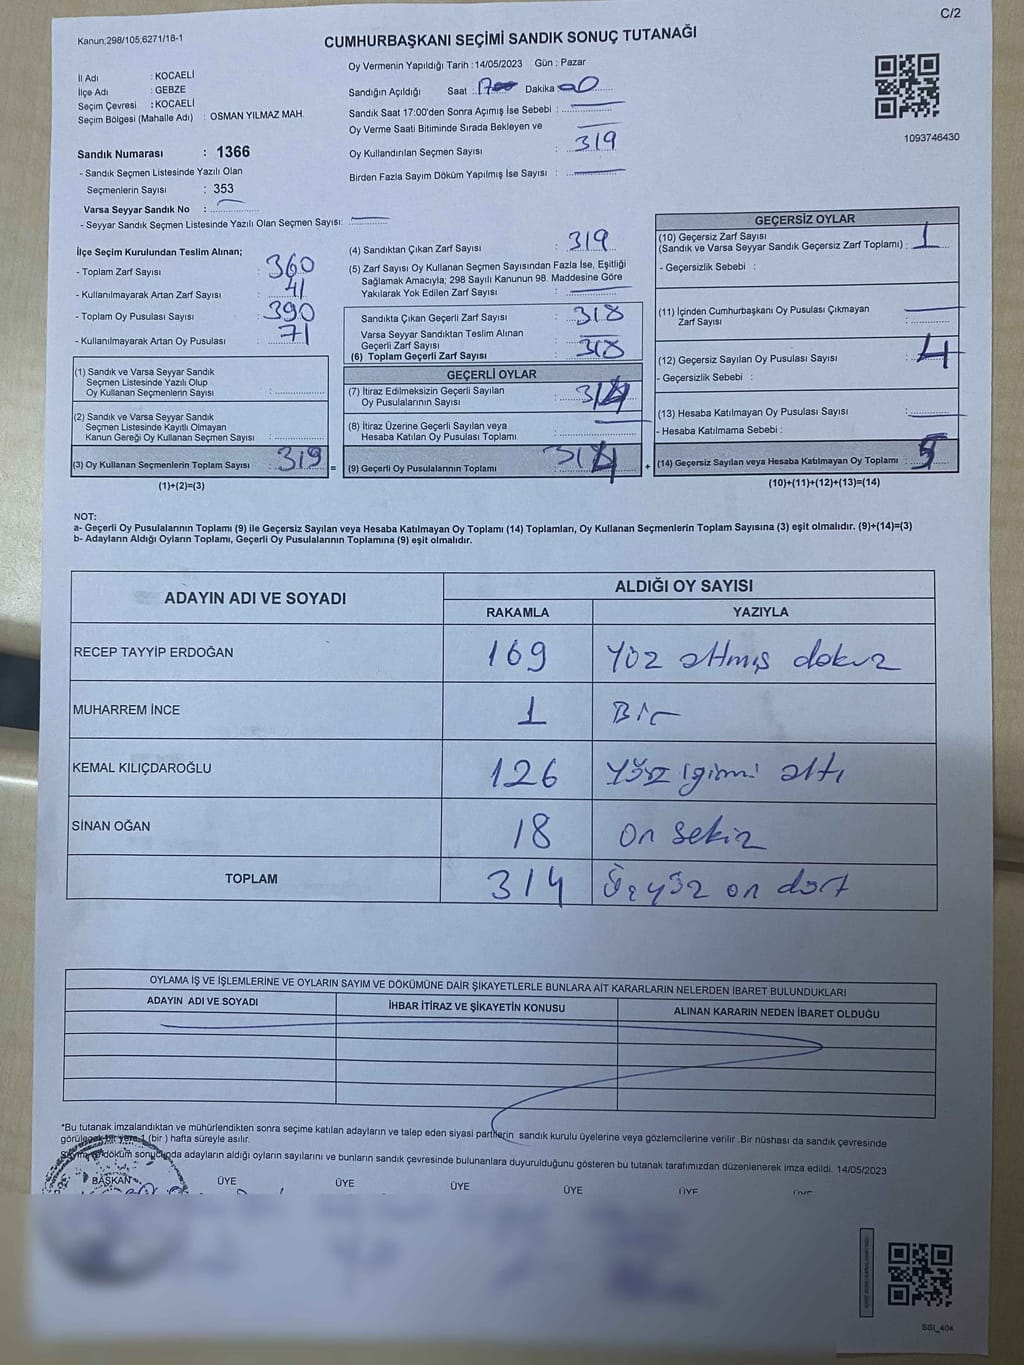 C/2
Kanun;298/105;6271/18-1
CUMHURBAŞKANI SEÇİMİ SANDIK SONUÇ TUTANAĞI
İl Adı : KOCAELİ
İlçe Adı : GEBZE
Seçim Çevresi : KOCAELİ
Seçim Bölgesi (Mahalle Adı) : OSMAN YILMAZ MAH.
Sandık Numarası : 1366
- Sandık Seçmen Listesinde Yazılı Olan
Seçmenlerin Sayısı : 353
Varsa Seyyar Sandık No :
- Seyyar Sandık Seçmen Listesinde Yazılı Olan Seçmen Sayısı:
Oy Vermenin Yapıldığı Tarih : 14/05/2023 Gün : Pazar
Sandığın Açıldığı Saat : 17 Dakika : 00
Sandık Saat 17:00'den Sonra Açımış İse Sebebi :
Oy Verme Saati Bitiminde Sırada Bekleyen ve
Oy Kullandırılan Seçmen Sayısı : 319
Birden Fazla Sayım Döküm Yapılmış İse Sayısı :
1093746430
İlçe Seçim Kurulundan Teslim Alınan;
- Toplam Zarf Sayısı : 360
- Kullanılmayarak Artan Zarf Sayısı : 41
- Toplam Oy Pusulası Sayısı : 390
- Kullanılmayarak Artan Oy Pusulası : 71
(1) Sandık ve Varsa Seyyar Sandık
Seçmen Listesinde Yazılı Olup
Oy Kullanan Seçmenlerin Sayısı :
(2) Sandık ve Varsa Seyyar Sandık
Seçmen Listesinde Kayıtlı Olmayan
Kanun Gereği Oy Kullanan Seçmen Sayısı :
(3) Oy Kullanan Seçmenlerin Toplam Sayısı : 319 =
(1)+(2)=(3)
(4) Sandıktan Çıkan Zarf Sayısı : 319
(5) Zarf Sayısı Oy Kullanan Seçmen Sayısından Fazla İse, Eşitliği
Sağlamak Amacıyla; 298 Sayılı Kanunun 98. Maddesine Göre
Yakılarak Yok Edilen Zarf Sayısı :
Sandıkta Çıkan Geçerli Zarf Sayısı : 318
Varsa Seyyar Sandıktan Teslim Alınan
Geçerli Zarf Sayısı :
(6) Toplam Geçerli Zarf Sayısı : 318
GEÇERLİ OYLAR
(7) İtiraz Edilmeksizin Geçerli Sayılan
Oy Pusulalarının Sayısı : 314
(8) İtiraz Üzerine Geçerli Sayılan veya
Hesaba Katılan Oy Pusulası Toplamı :
(9) Geçerli Oy Pusulalarının Toplamı : 314 +
GEÇERSİZ OYLAR
(10) Geçersiz Zarf Sayısı
(Sandık ve Varsa Seyyar Sandık Geçersiz Zarf Toplamı) : 1
- Geçersizlik Sebebi :
(11) İçinden Cumhurbaşkanı Oy Pusulası Çıkmayan
Zarf Sayısı :
(12) Geçersiz Sayılan Oy Pusulası Sayısı : 4
- Geçersizlik Sebebi :
(13) Hesaba Katılmayan Oy Pusulası Sayısı :
- Hesaba Katılmama Sebebi :
(14) Geçersiz Sayılan veya Hesaba Katılmayan Oy Toplamı : 5
(10)+(11)+(12)+(13)=(14)
NOT:
a- Geçerli Oy Pusulalarının Toplamı (9) ile Geçersiz Sayılan veya Hesaba Katılmayan Oy Toplamı (14) Toplamları, Oy Kullanan Seçmenlerin Toplam Sayısına (3) eşit olmalıdır. (9)+(14)=(3)
b- Adayların Aldığı Oyların Toplamı, Geçerli Oy Pusulalarının Toplamına (9) eşit olmalıdır.
ADAYIN ADI VE SOYADI
ALDIĞI OY SAYISI
RAKAMLA YAZIYLA
RECEP TAYYİP ERDOĞAN 169 Yüz altmış dokuz
MUHARREM İNCE 1 Bir
KEMAL KILIÇDAROĞLU 126 Yüz igirmi altı
SİNAN OĞAN 18 on sekiz
TOPLAM 314 Üçyüz on dört
OYLAMA İŞ VE İŞLEMLERİNE VE OYLARIN SAYIM VE DÖKÜMÜNE DAİR ŞİKAYETLERLE BUNLARA AİT KARARLARIN NELERDEN İBARET BULUNDUKLARI
ADAYIN ADI VE SOYADI İHBAR İTİRAZ VE ŞİKAYETİN KONUSU ALINAN KARARIN NEDEN İBARET OLDUĞU
*Bu tutanak imzalandıktan ve mühürlendikten sonra seçime katılan adayların ve talep eden siyasi partilerin sandık kurulu üyelerine veya gözlemcilerine verilir .Bir nüshası da sandık çevresinde
görülecek bir yere 1 (bir ) hafta süreyle asılır.
Sayım ve döküm sonucunda adayların aldığı oyların sayılarını ve bunların sandık çevresinde bulunanlara duyurulduğunu gösteren bu tutanak tarafımızdan düzenlenerek imza edildi. 14/05/2023
BAŞKAN ÜYE ÜYE ÜYE ÜYE ÜYE ÜYE
SSI_404